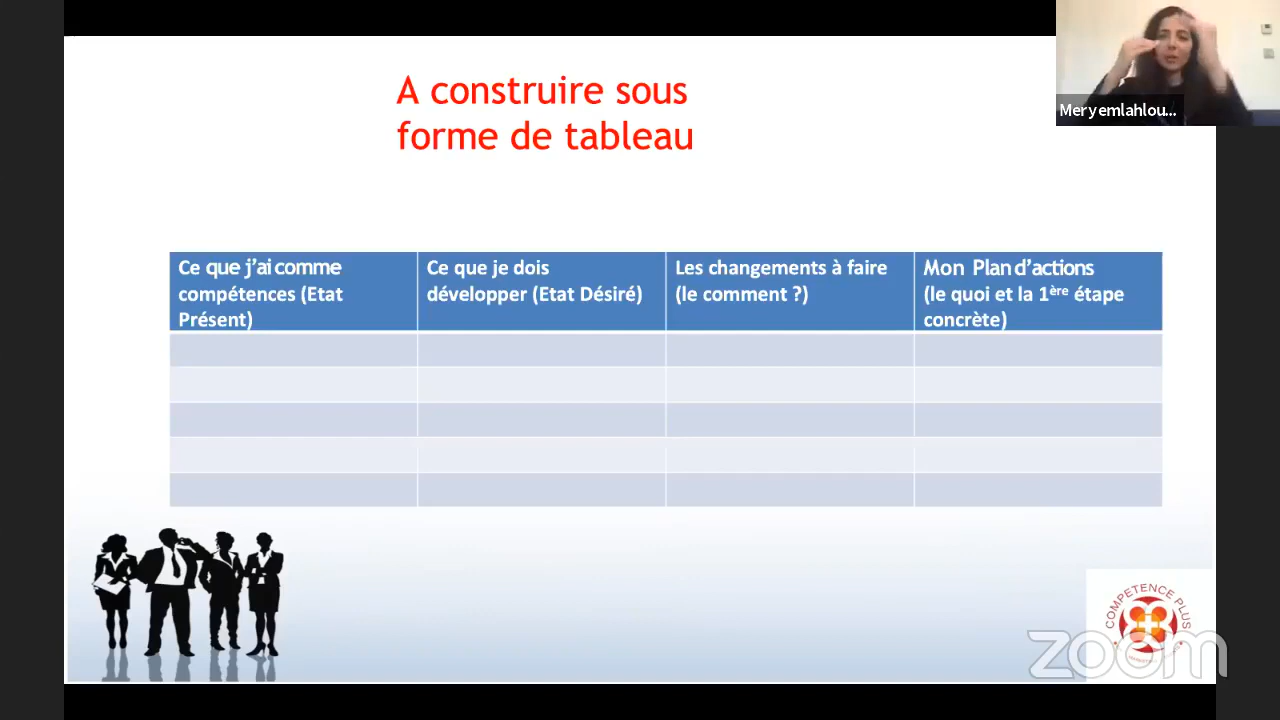 Meryemlahlou...
A construire sous
forme de tableau
Ce que j'ai comme
compétences (Etat
Présent)
Ce que je dois
développer (Etat Désiré)
Les changements à faire
(le comment ?)
Mon Plan d'actions
(le quoi et la 1ère étape
concrète)
COMPETENCE PLUS
zoom